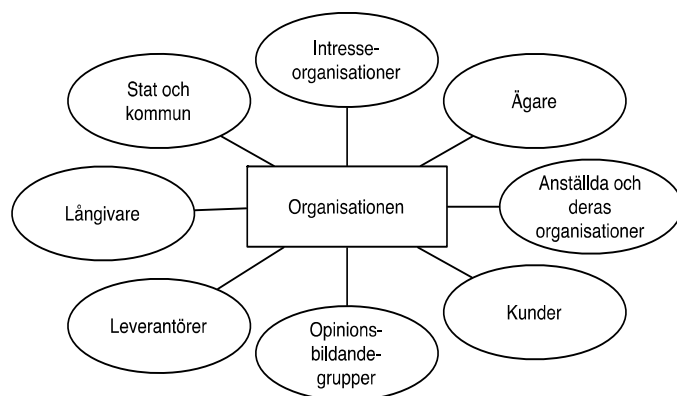 Intresse-
organisationer
Stat och
kommun
Ägare
Långivare
Organisationen
Anställda och
deras
organisationer
Leverantörer
Opinions-
bildande-
grupper
Kunder